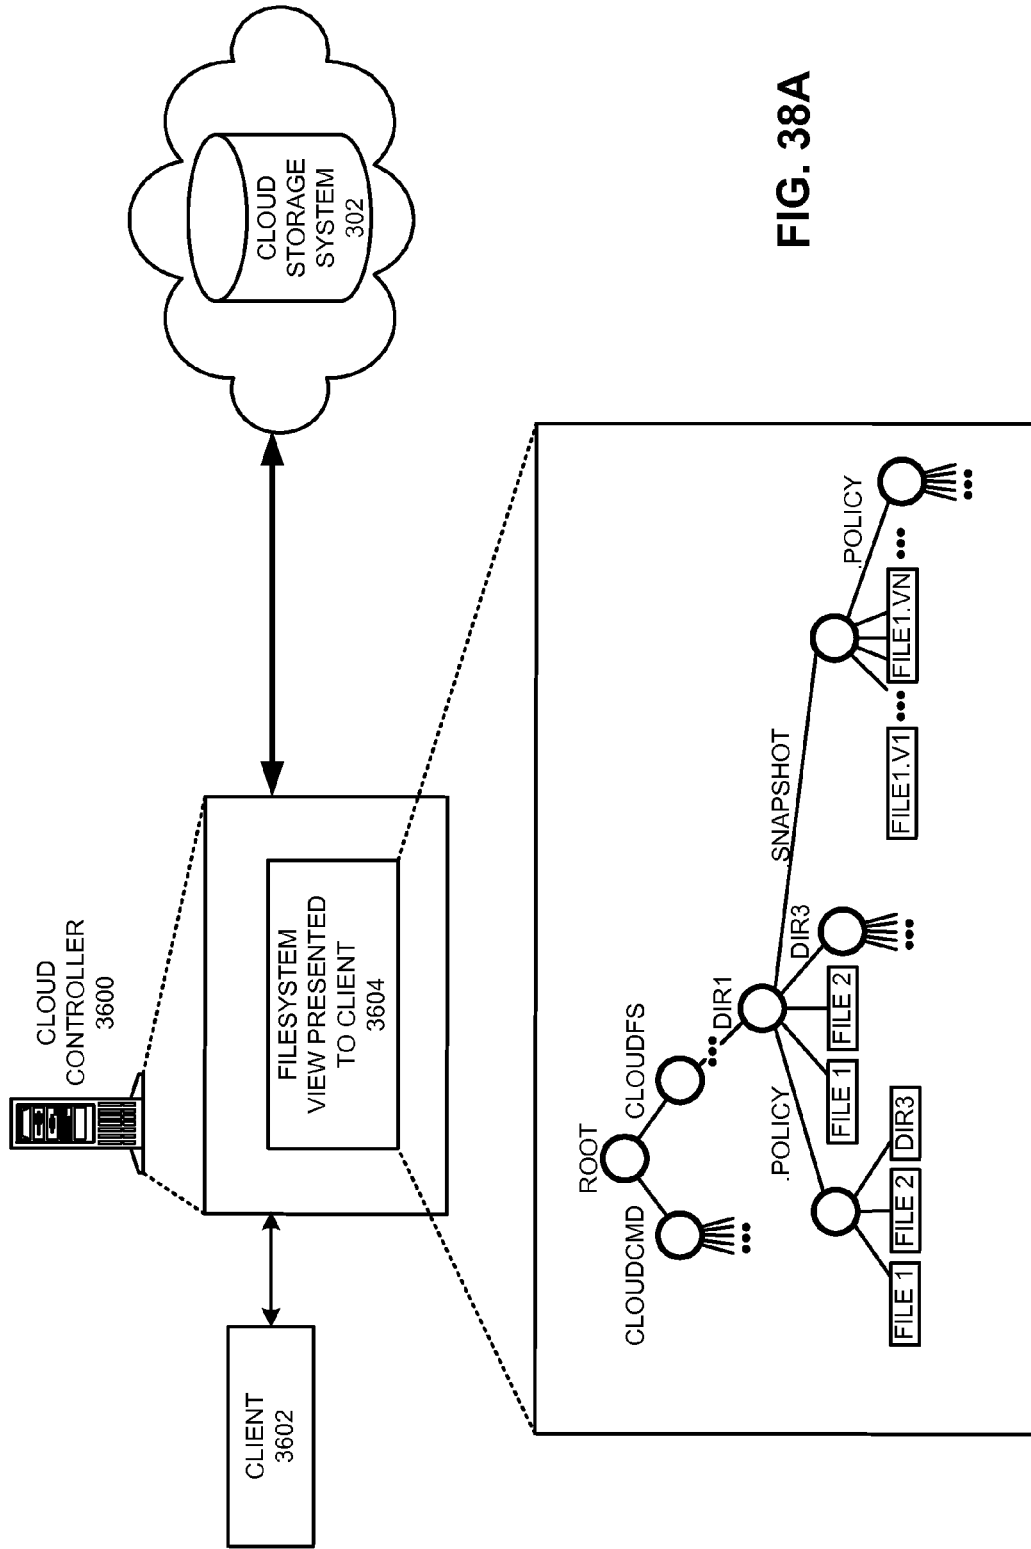 CLOUD
CONTROLLER
3600
CLIENT
3602
FILESYSTEM
VIEW PRESENTED
TO CLIENT
3604
CLOUD
STORAGE
SYSTEM
302
ROOT
CLOUDCMD
CLOUDFS
DIR1
.POLICY
DIR3
.SNAPSHOT
.POLICY
FILE 1
FILE 2
FILE 1
FILE 2
DIR3
FILE1.V1
FILE1.VN
FIG. 38A